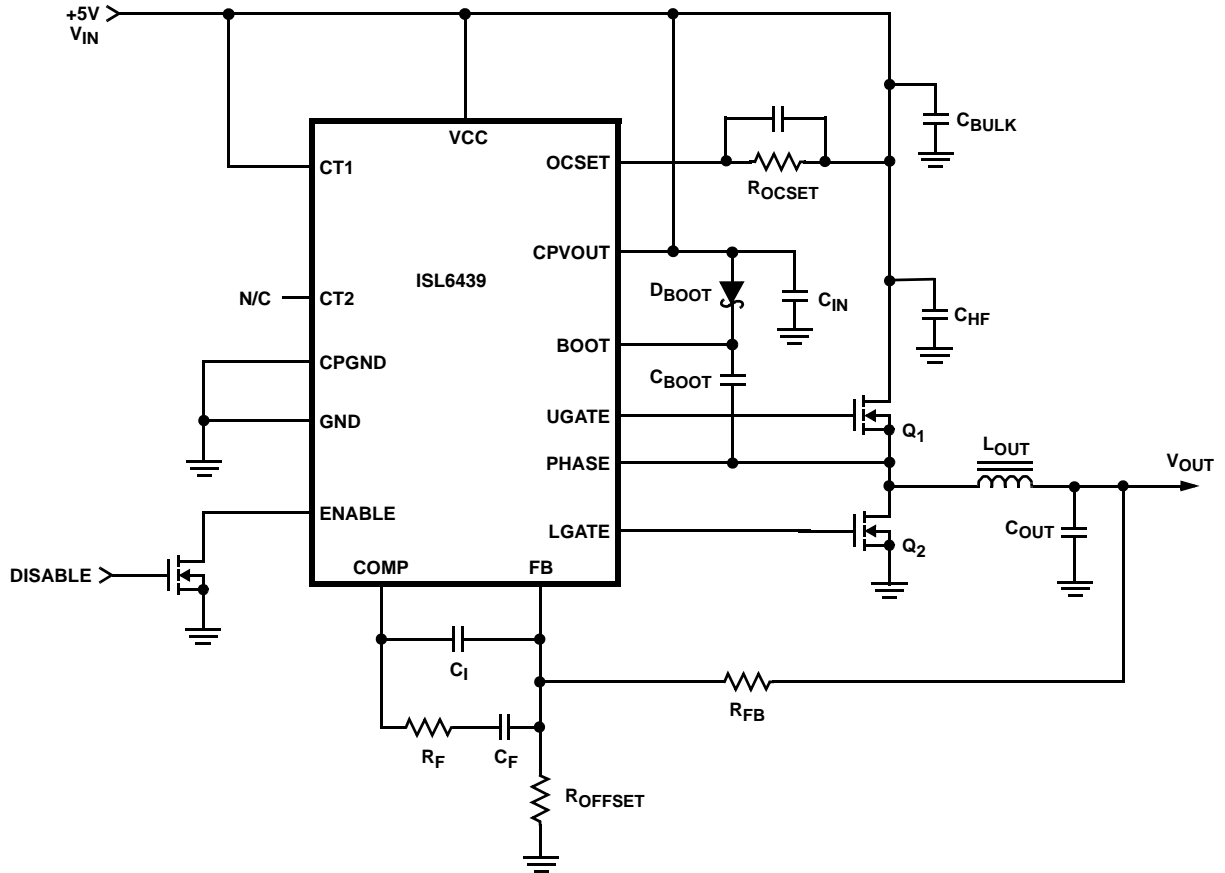 +5V
VIN
VCC
CBULK
CT1
OCSET
ROCSET
CPVOUT
ISL6439
DBOOT
CIN
N/C
CT2
CHF
BOOT
CPGND
CBOOT
UGATE
Q1
GND
LOUT
PHASE
VOUT
ENABLE
LGATE
COUT
Q2
DISABLE
COMP
FB
CI
RFB
RF
CF
ROFFSET